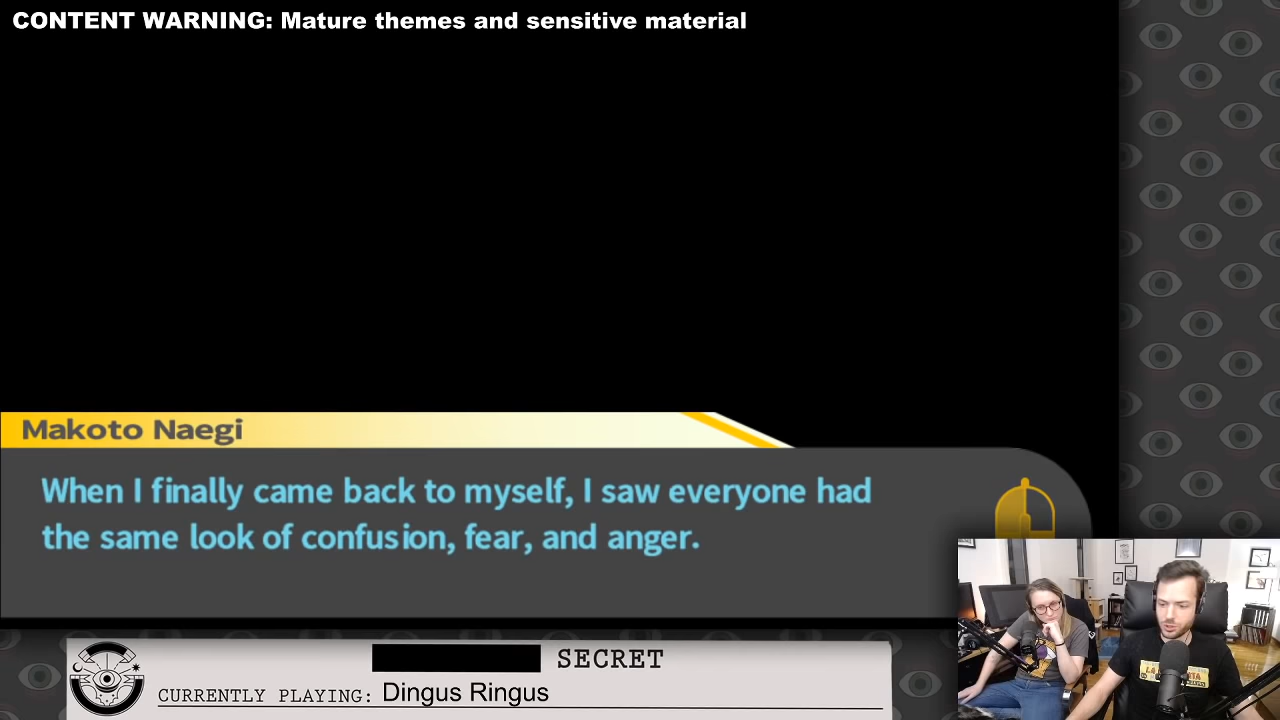 CONTENT WARNING: Mature themes and sensitive material
Makoto Naegi
When I finally came back to myself, I saw everyone had
the same look of confusion, fear, and anger.
SECRET
CURRENTLY PLAYING: Dingus Ringus